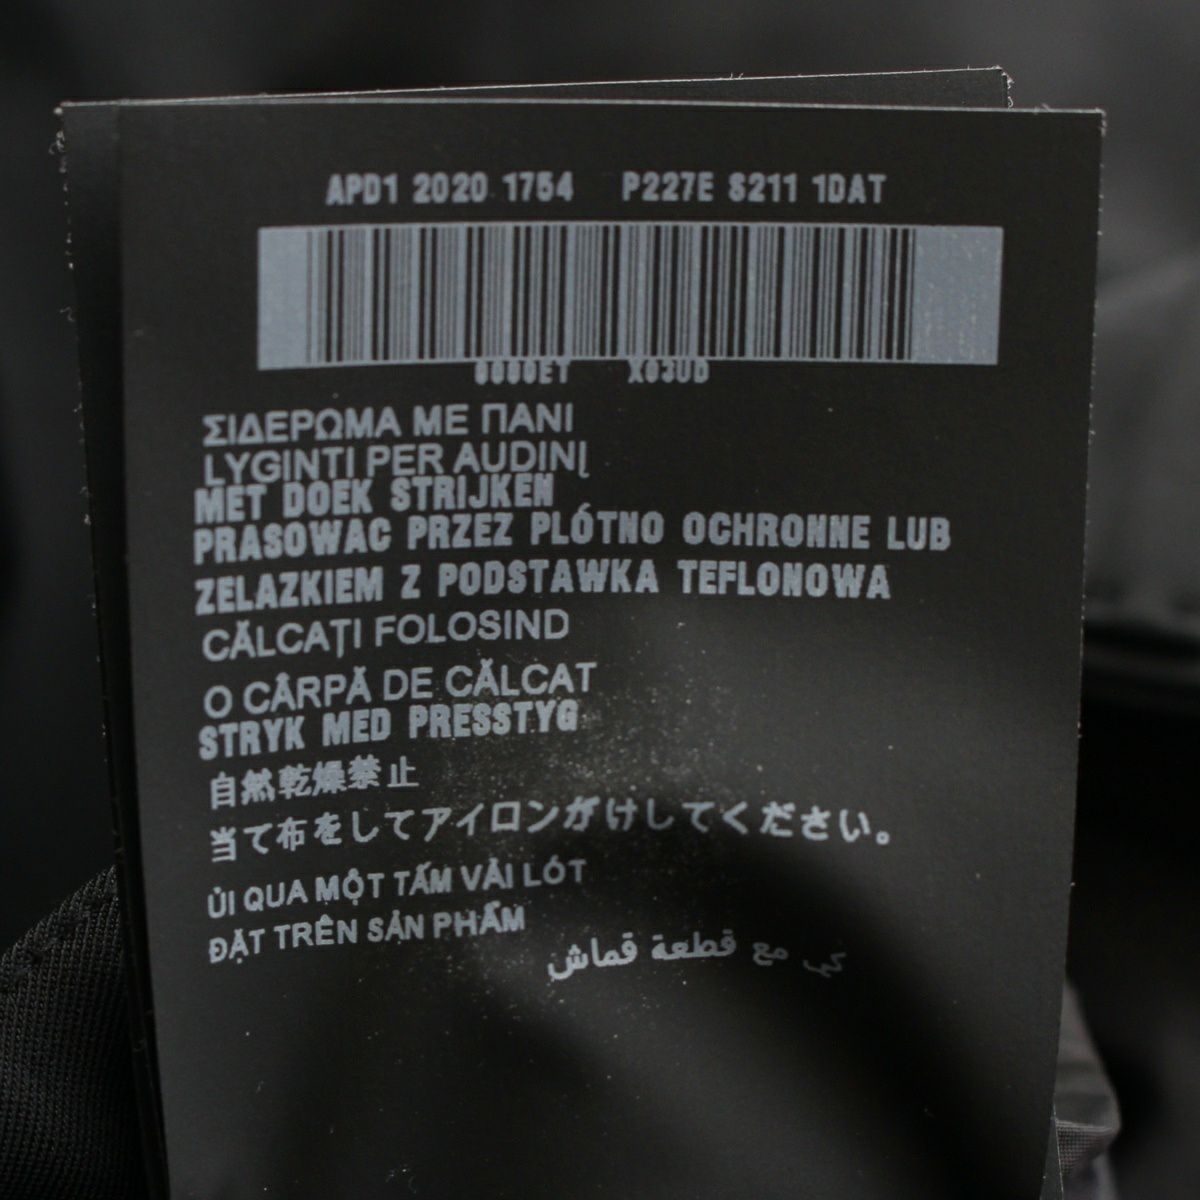 APD1 2020 1754 P227E S211 1DAT
0000ET X03UD
ΣΙΔΕΡΩΜΑ ΜΕ ΠΑΝΙ
LYGINTI PER AUDINĮ
MET DOEK STRIJKEN
PRASOWAC PRZEZ PLÓTNO OCHRONNE LUB
ZELAZKIEM Z PODSTAWKA TEFLONOWA
CĂLCAȚI FOLOSIND
O CÂRPĂ DE CĂLCAT
STRYK MED PRESSTYG
自然乾燥禁止
当て布をしてアイロンがけしてください。
ỦI QUA MỘT TẤM VẢI LÓT
ĐẶT TRÊN SẢN PHẨM
كي مع قطعة قماش